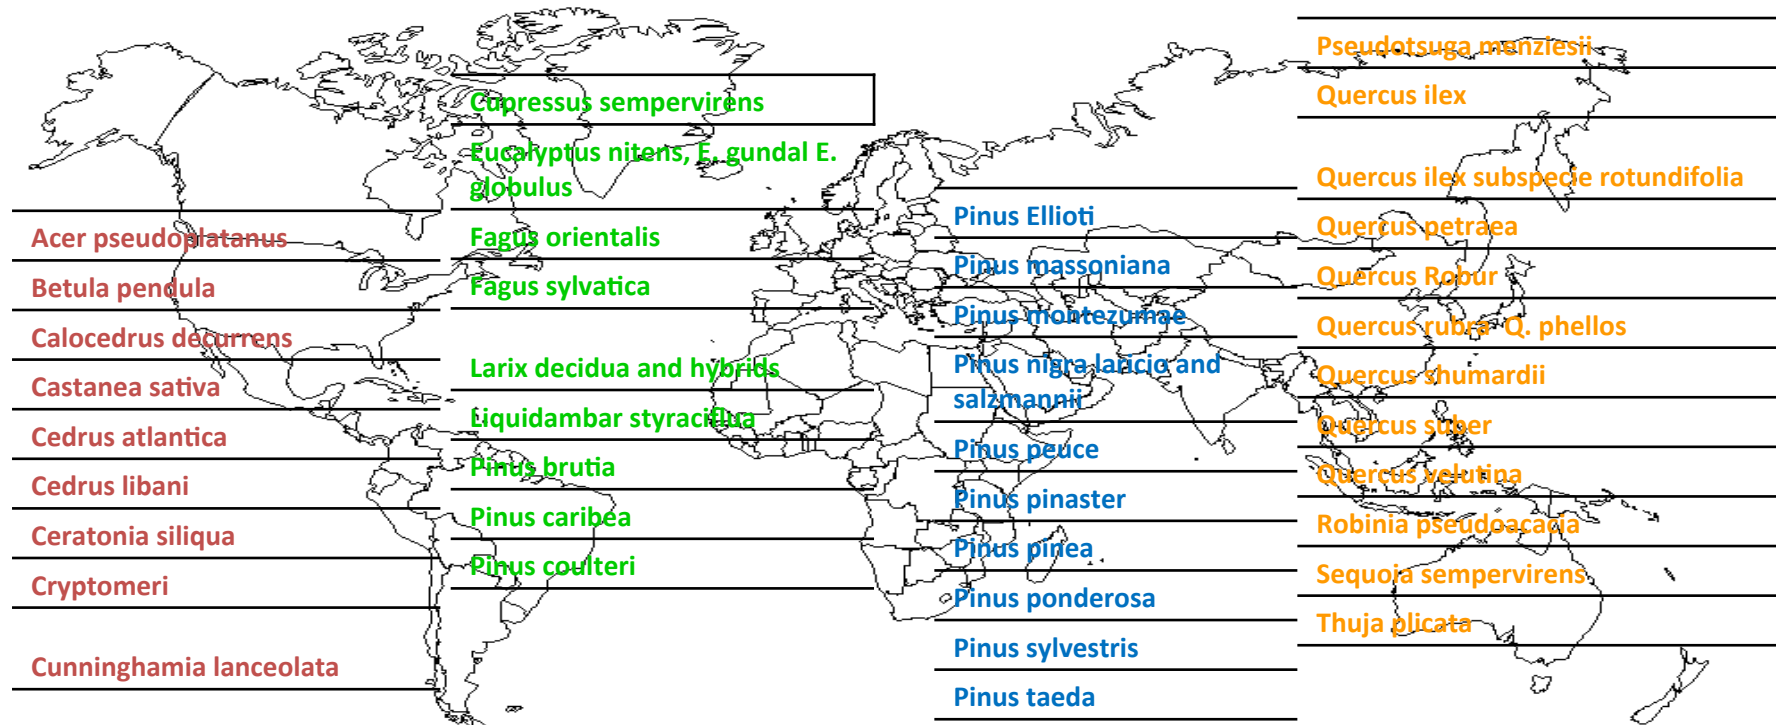 Acer pseudoplatanus
Betula pendula
Calocedrus decurrens
Castanea sativa
Cedrus atlantica
Cedrus libani
Ceratonia siliqua
Cryptomeri
Cunninghamia lanceolata
Cupressus sempervirens
Eucalyptus nitens, E. gundal E.
globulus
Fagus orientalis
Fagus sylvatica
Larix decidua and hybrids
Liquidambar styraciflua
Pinus brutia
Pinus caribea
Pinus coulteri
Pinus Ellioti
Pinus massoniana
Pinus montezumae
Pinus nigra laricio and
salzmannii
Pinus peuce
Pinus pinaster
Pinus pinea
Pinus ponderosa
Pinus sylvestris
Pinus taeda
Pseudotsuga menziesii
Quercus ilex
Quercus ilex subspecie rotundifolia
Quercus petraea
Quercus Robur
Quercus rubra Q. phellos
Quercus shumardii
Quercus suber
Quercus velutina
Robinia pseudoacacia
Sequoia sempervirens
Thuja plicata